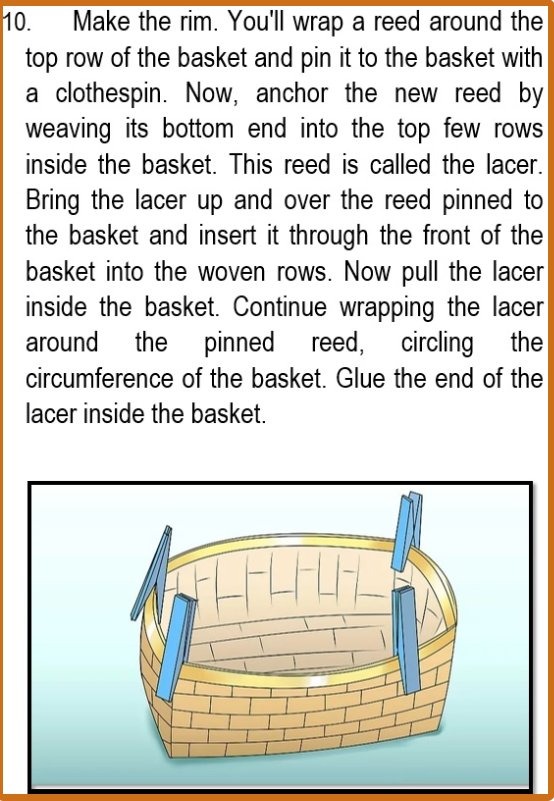 10. Make the rim. You'll wrap a reed around the
top row of the basket and pin it to the basket with
a clothespin. Now, anchor the new reed by
weaving its bottom end into the top few rows
inside the basket. This reed is called the lacer.
Bring the lacer up and over the reed pinned to
the basket and insert it through the front of the
basket into the woven rows. Now pull the lacer
inside the basket. Continue wrapping the lacer
around the pinned reed, circling the
circumference of the basket. Glue the end of the
lacer inside the basket.